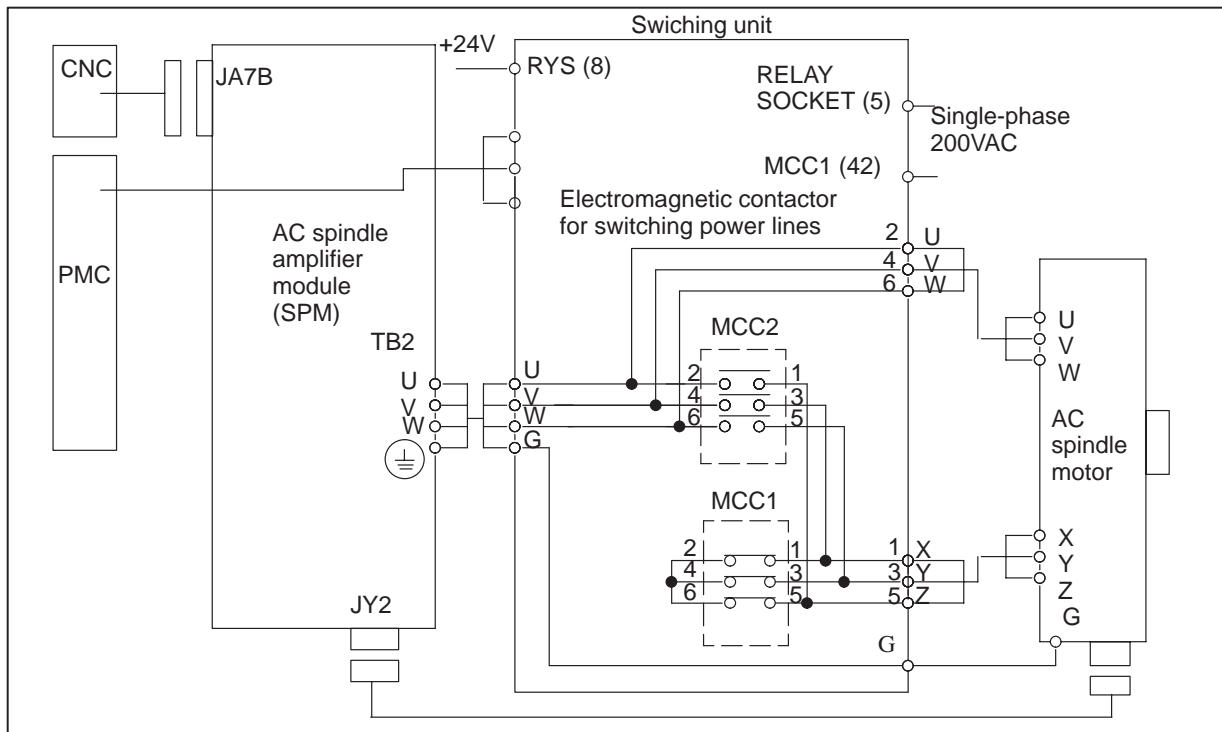 Swiching unit
CNC
JA7B
+24V
RYS (8)
RELAY
SOCKET (5)
Single-phase
200VAC
MCC1 (42)
PMC
AC spindle
amplifier
module
(SPM)
Electromagnetic contactor
for switching power lines
2 U
4 V
6 W
TB2
U
V
W
U
V
W
G
MCC2
2 1
4 3
6 5
U
V
W
AC
spindle
motor
MCC1
2 1
4 3
6 5
1 X
3 Y
5 Z
X
Y
Z
G
G
JY2